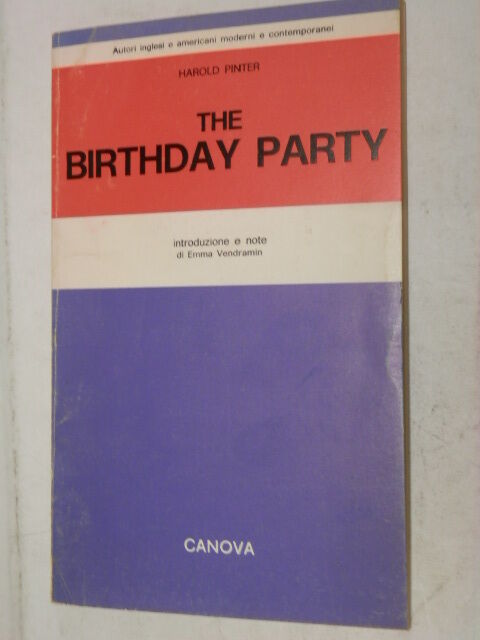 Autori inglesi e americani moderni e contemporanei
HAROLD PINTER
THE
BIRTHDAY PARTY
introduzione e note
di Emma Vendramin
CANOVA